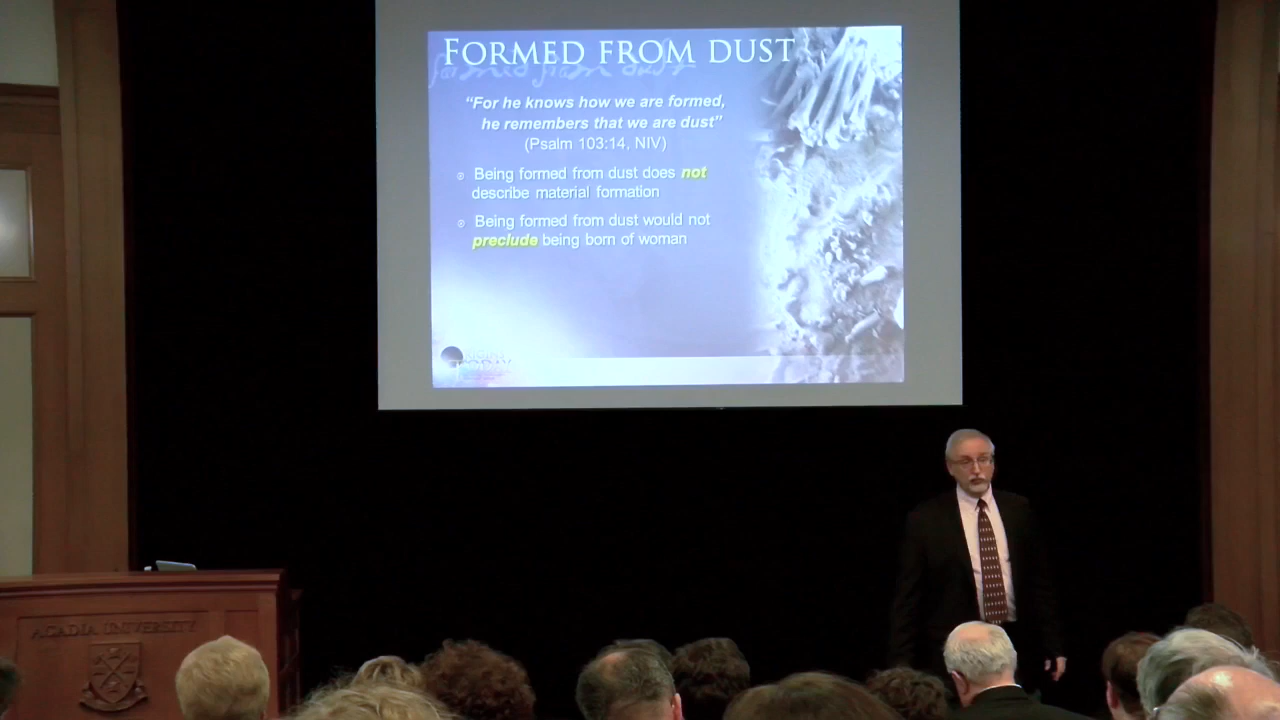 FORMED FROM DUST
“For he knows how we are formed,
he remembers that we are dust”
(Psalm 103:14, NIV)
Being formed from dust does not
describe material formation
Being formed from dust would not
preclude being born of woman
TODAY
ACADIA UNIVERSITY